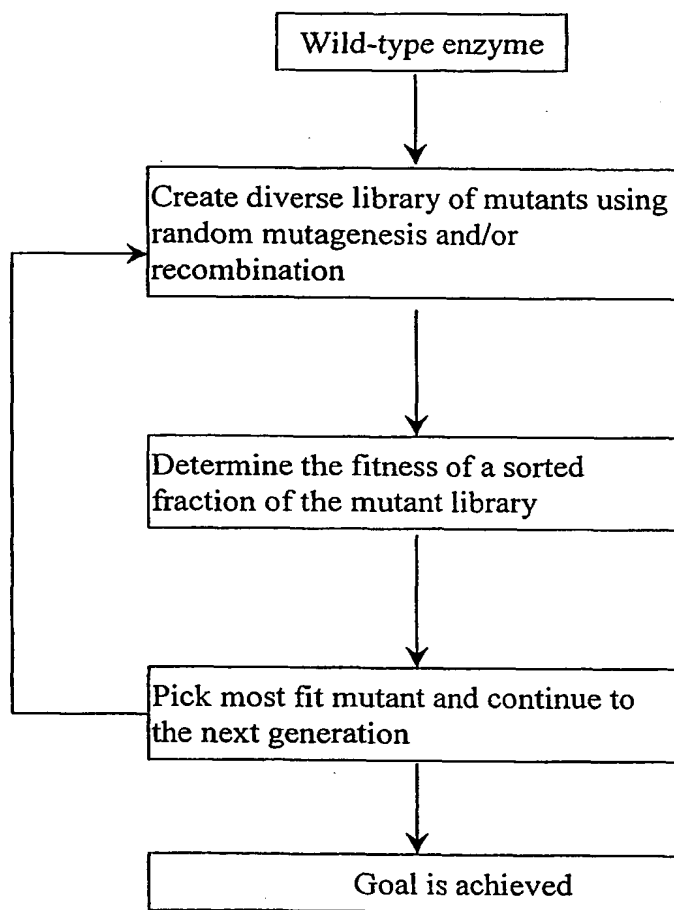 Wild-type enzyme
Create diverse library of mutants using
random mutagenesis and/or
recombination
Determine the fitness of a sorted
fraction of the mutant library
Pick most fit mutant and continue to
the next generation
Goal is achieved